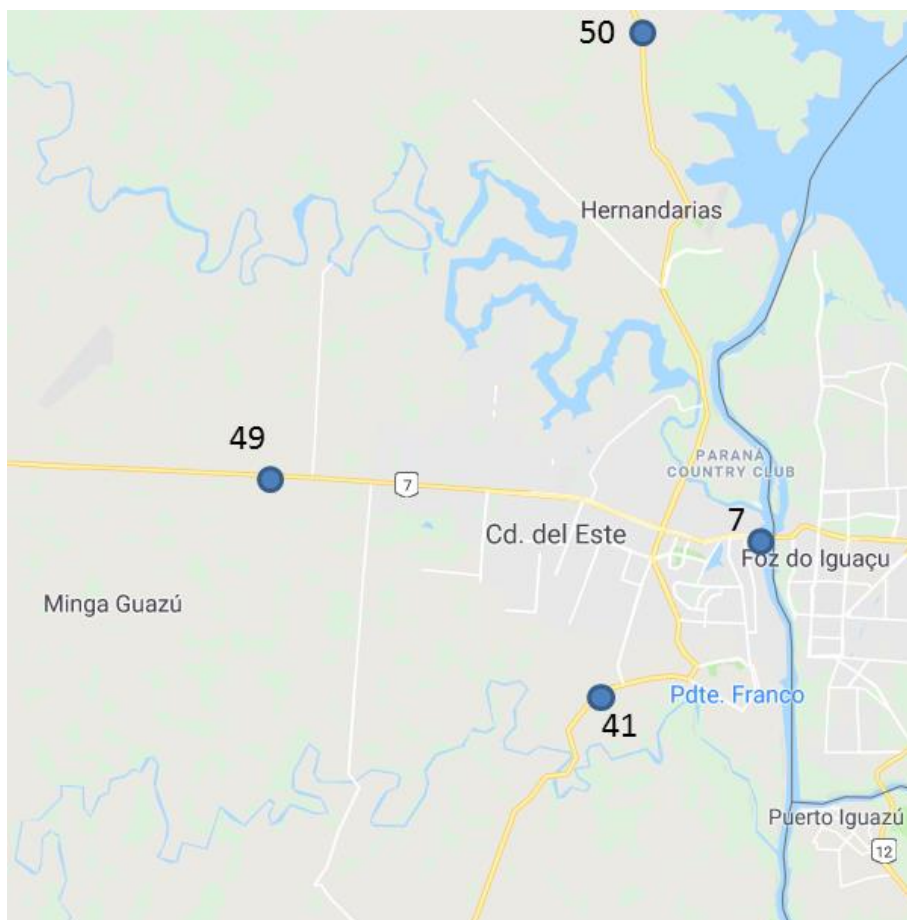 50
Hernandarias
49
PARANÁ
COUNTRY CLUB
7
7
Cd. del Este
Foz do Iguaçu
Minga Guazú
Pdte. Franco
41
Puerto Iguazú
12